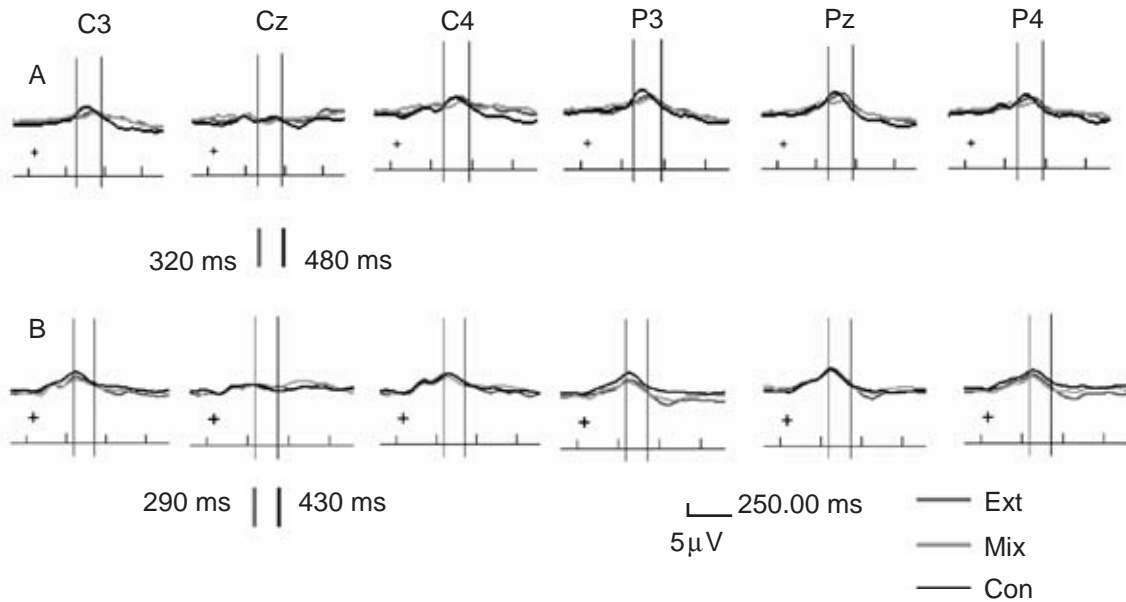 C3 Cz C4 P3 Pz P4
A
+ + + + + +
320 ms 480 ms
B
+ + + + + +
290 ms 430 ms
250.00 ms
5μV
Ext
Mix
Con